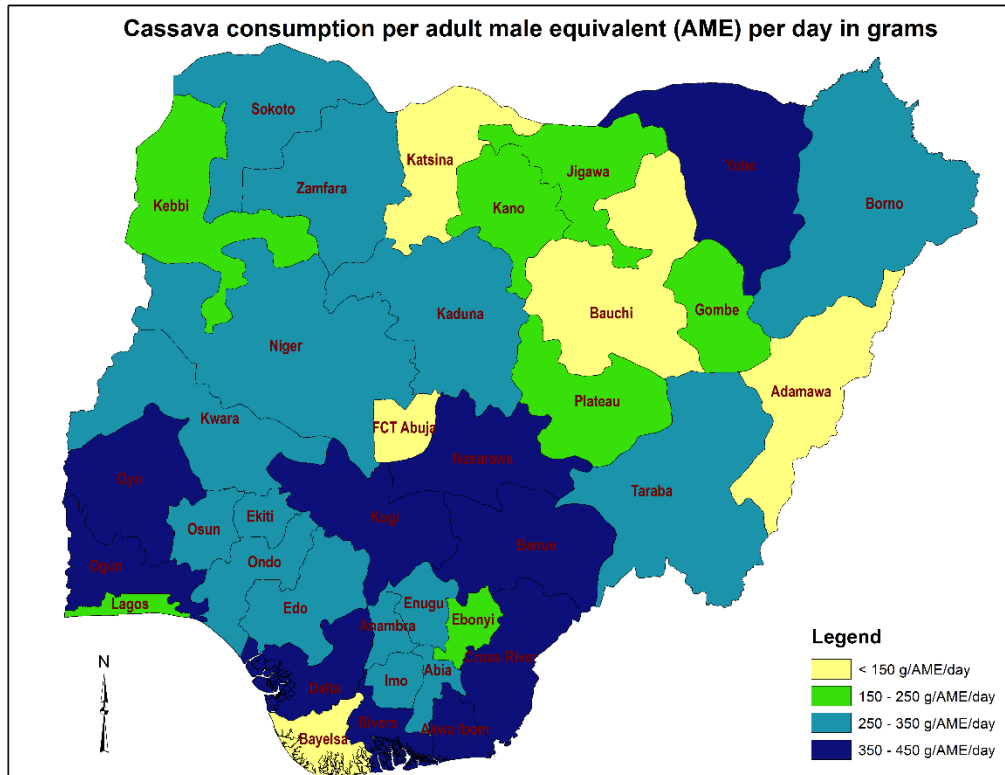 Cassava consumption per adult male equivalent (AME) per day in grams
Sokoto
Katsina
Jigawa
Yobe
Zamfara
Kebbi
Kano
Borno
Kaduna
Bauchi
Gombe
Niger
Adamawa
Plateau
Kwara
FCT Abuja
Nasarawa
Oyo
Taraba
Kogi
Ekiti
Osun
Benue
Ondo
Ogun
Lagos
Edo
Enugu
Ebonyi
Anambra
Cross River
Abia
Imo
Delta
Rivers
Akwa Ibom
Bayelsa
N
Legend
< 150 g/AME/day
150 - 250 g/AME/day
250 - 350 g/AME/day
350 - 450 g/AME/day